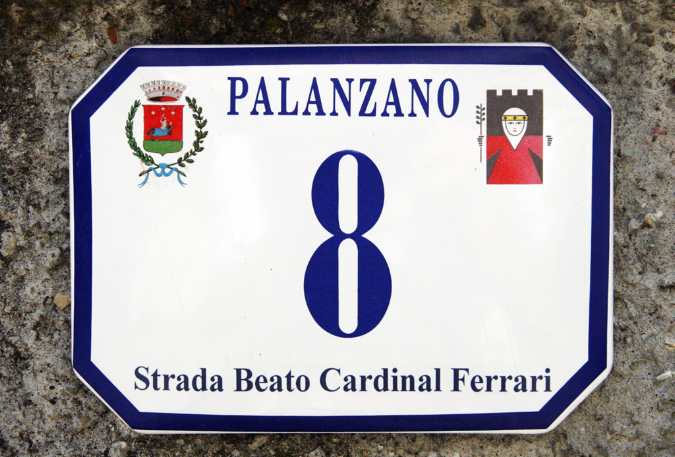 PALANZANO
8
Strada Beato Cardinal Ferrari